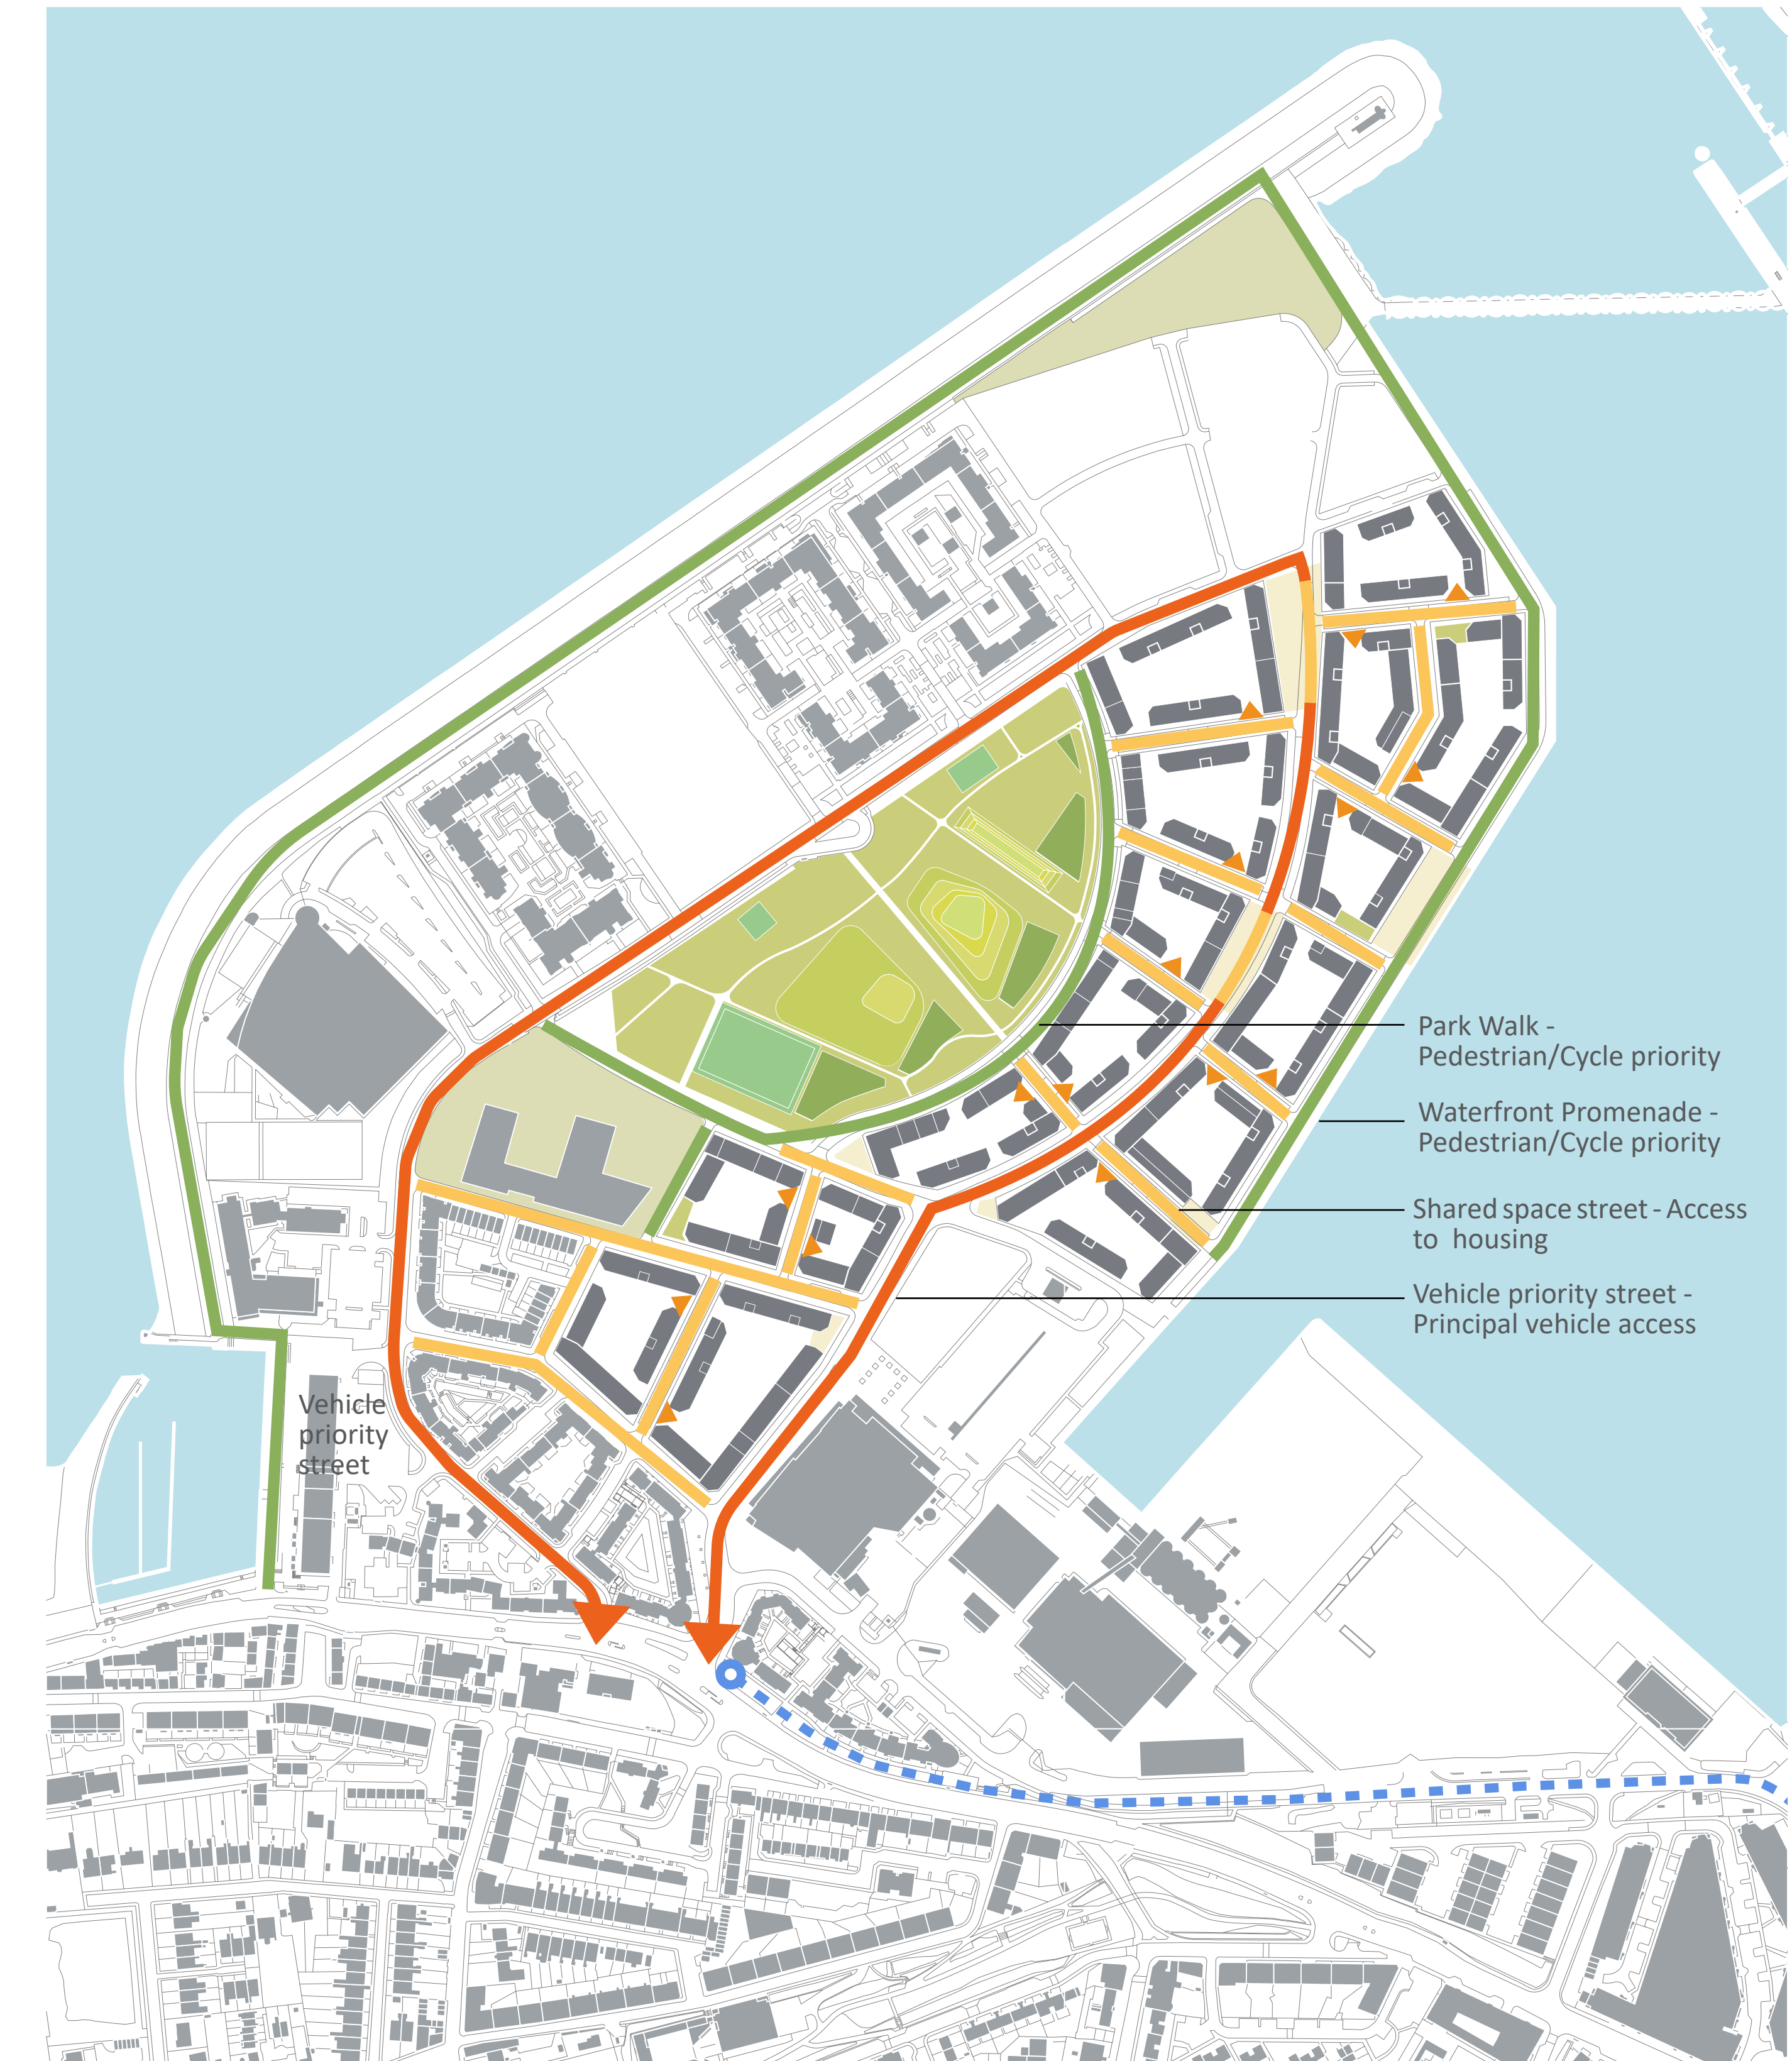 Park Walk -
Pedestrian/Cycle priority
Waterfront Promenade -
Pedestrian/Cycle priority
Shared space street - Access
to housing
Vehicle priority street -
Principal vehicle access
Vehicle
priority
street